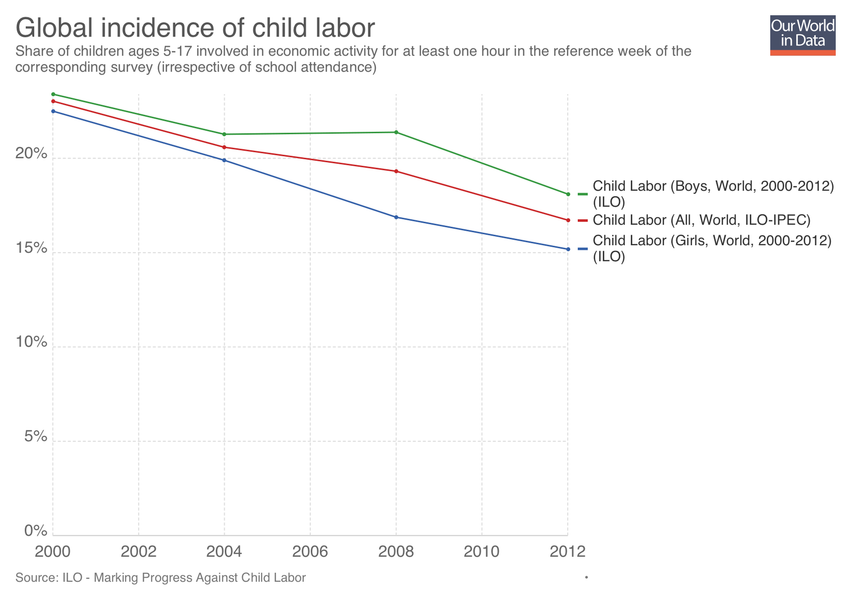 Global incidence of child labor
Share of children ages 5-17 involved in economic activity for at least one hour in the reference week of the
corresponding survey (irrespective of school attendance)
Our World
in Data
20%
15%
10%
5%
0%
Child Labor (Boys, World, 2000-2012)
(ILO)
Child Labor (All, World, ILO-IPEC)
Child Labor (Girls, World, 2000-2012)
(ILO)
2000 2002 2004 2006 2008 2010 2012
Source: ILO - Marking Progress Against Child Labor